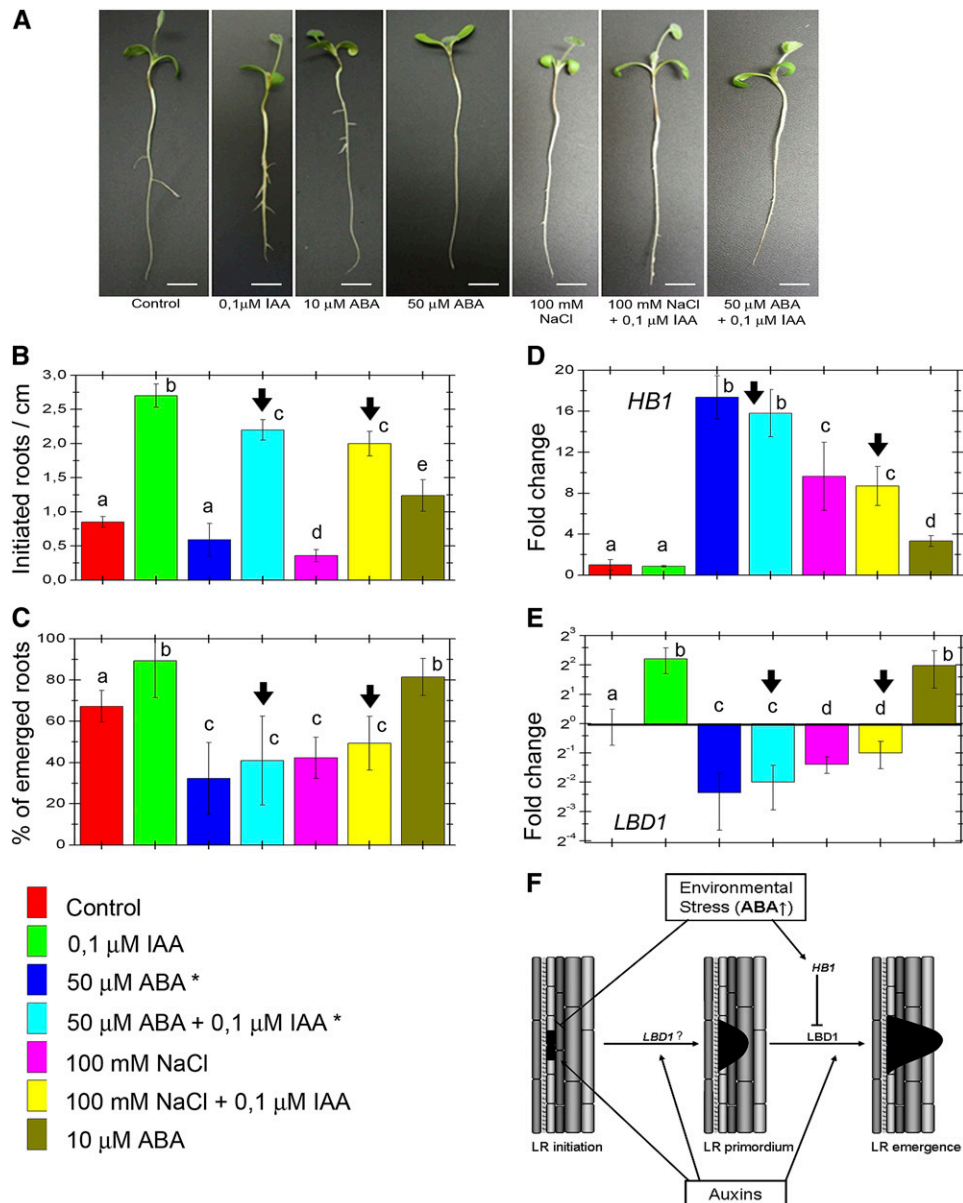 A
Control
0,1μM IAA
10 μM ABA
50 μM ABA
100 mM
NaCl
100 mM NaCl
+ 0,1 μM IAA
50 μM ABA
+ 0,1 μM IAA
B
Initiated roots / cm
3,0
2,5
2,0
1,5
1,0
0,5
0,0
a
b
a
c
d
c
e
C
% of emerged roots
100
80
60
40
20
0
a
b
c
c
c
c
b
D
HB1
Fold change
20
16
12
8
4
0
a
a
b
b
c
c
d
E
LBD1
Fold change
2³
2²
2¹
2⁰
2⁻¹
2⁻²
2⁻³
2⁻⁴
a
b
c
c
d
d
b
Control
0,1 μM IAA
50 μM ABA *
50 μM ABA + 0,1 μM IAA *
100 mM NaCl
100 mM NaCl + 0,1 μM IAA
10 μM ABA
F
Environmental
Stress (ABA↑)
HB1
LBD1 ?
LBD1
LR initiation
LR primordium
LR emergence
Auxins